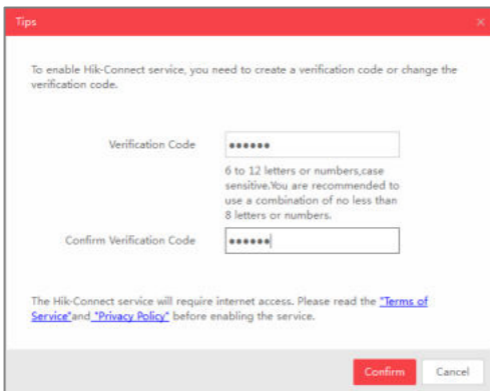 Tips
To enable Hik-Connect service, you need to create a verification code or change the
verification code.
Verification Code ●●●●●●
6 to 12 letters or numbers,case
sensitive.You are recommended to
use a combination of no less than
8 letters or numbers.
Confirm Verification Code ●●●●●●
The Hik-Connect service will require internet access. Please read the "Terms of
Service"and "Privacy Policy" before enabling the service.
Confirm Cancel